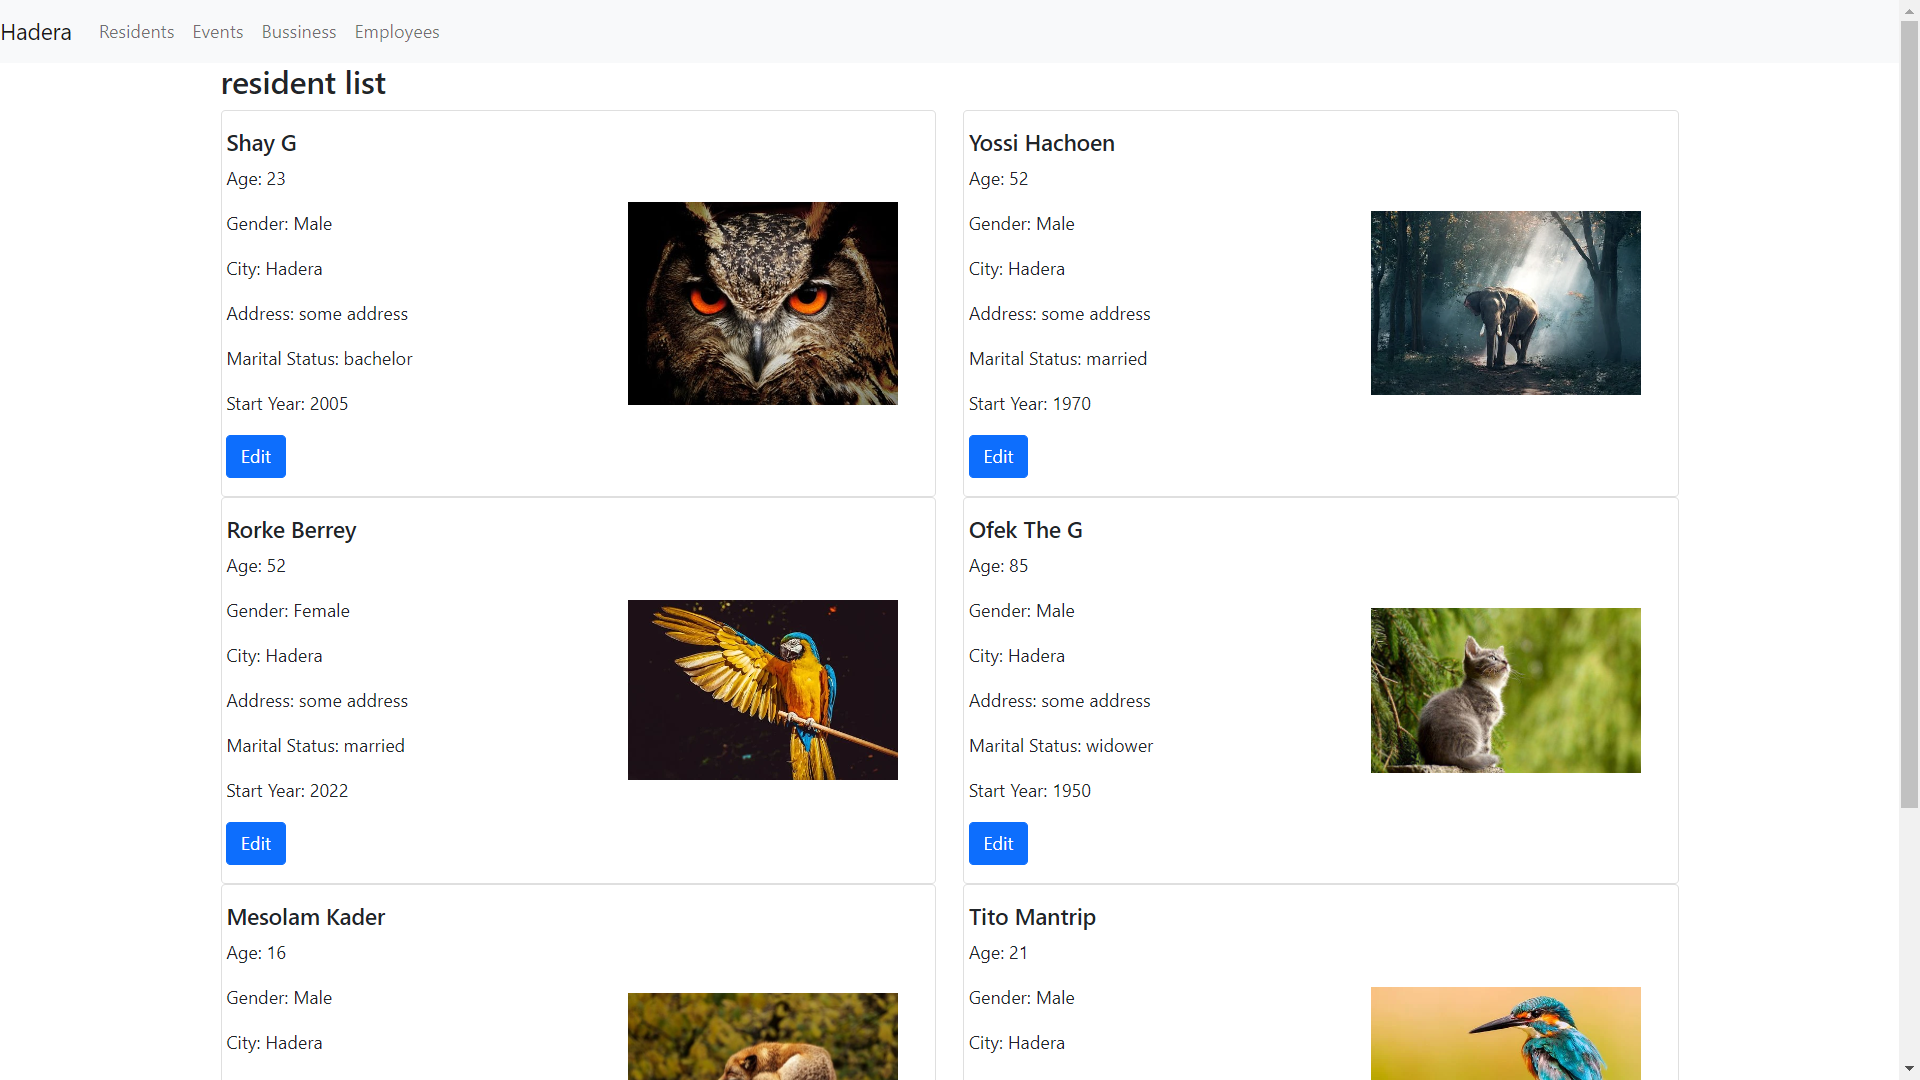 Hadera Residents Events Bussiness Employees
resident list
Shay G
Age: 23
Gender: Male
City: Hadera
Address: some address
Marital Status: bachelor
Start Year: 2005
Edit
Yossi Hachoen
Age: 52
Gender: Male
City: Hadera
Address: some address
Marital Status: married
Start Year: 1970
Edit
Rorke Berrey
Age: 52
Gender: Female
City: Hadera
Address: some address
Marital Status: married
Start Year: 2022
Edit
Ofek The G
Age: 85
Gender: Male
City: Hadera
Address: some address
Marital Status: widower
Start Year: 1950
Edit
Mesolam Kader
Age: 16
Gender: Male
City: Hadera
Tito Mantrip
Age: 21
Gender: Male
City: Hadera